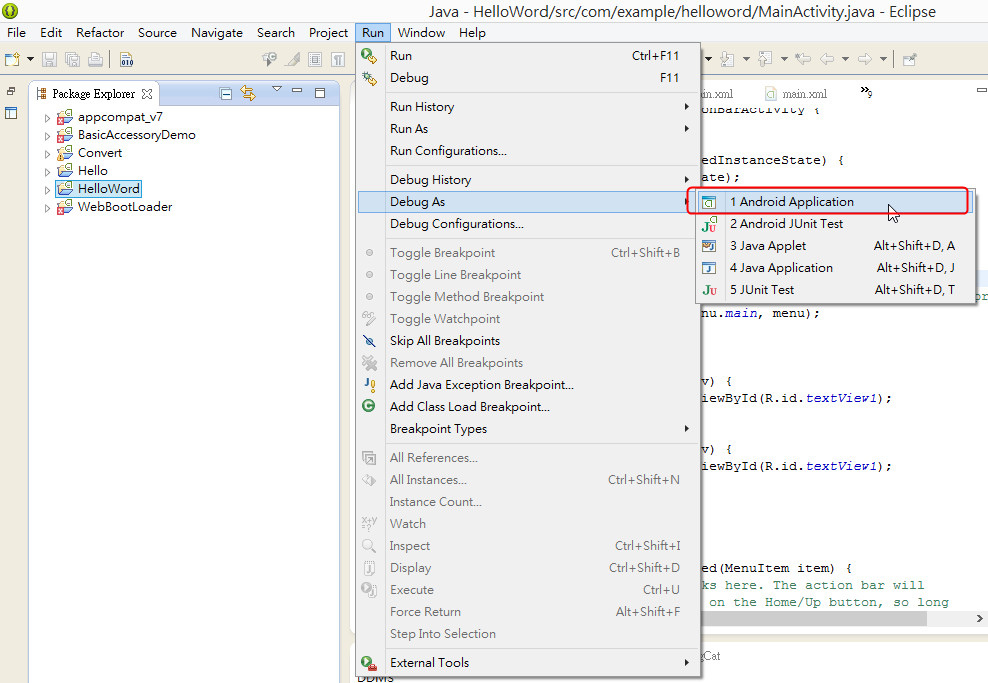 Java - HelloWord/src/com/example/helloword/MainActivity.java - Eclipse
File Edit Refactor Source Navigate Search Project Run Window Help
Package Explorer
appcompat_v7
BasicAccessoryDemo
Convert
Hello
HelloWord
WebBootLoader
Run Ctrl+F11
Debug F11
Run History
Run As
Run Configurations...
Debug History
Debug As
Debug Configurations...
Toggle Breakpoint Ctrl+Shift+B
Toggle Line Breakpoint
Toggle Method Breakpoint
Toggle Watchpoint
Skip All Breakpoints
Remove All Breakpoints
Add Java Exception Breakpoint...
Add Class Load Breakpoint...
Breakpoint Types
All References...
All Instances... Ctrl+Shift+N
Instance Count...
Watch
Inspect Ctrl+Shift+I
Display Ctrl+Shift+D
Execute Ctrl+U
Force Return Alt+Shift+F
Step Into Selection
External Tools
1 Android Application
2 Android JUnit Test
3 Java Applet Alt+Shift+D, A
4 Java Application Alt+Shift+D, J
5 JUnit Test Alt+Shift+D, T
in.xml main.xml »9
onBarActivity {
edInstanceState) {
ate);
or
nu.main, menu);
v) {
iewById(R.id.textView1);
v) {
iewById(R.id.textView1);
ed(MenuItem item) {
ks here. The action bar will
on the Home/Up button, so long
gCat
DDMS